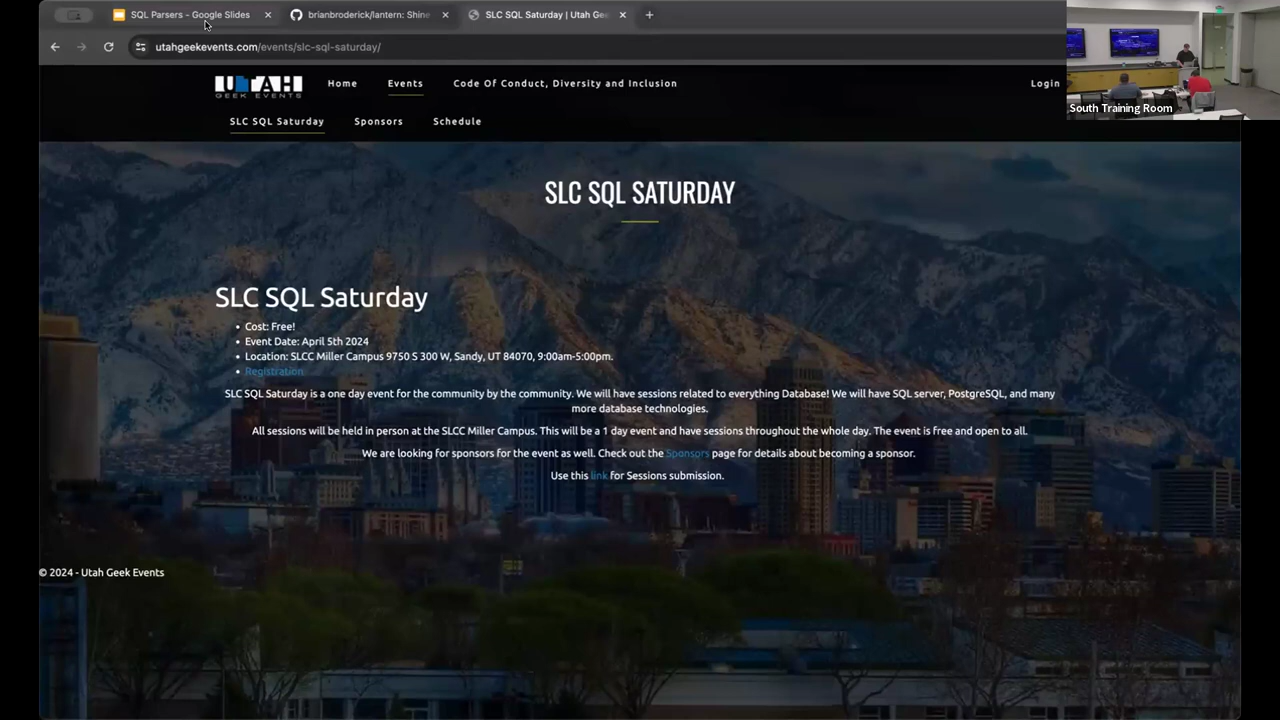 SQL Parsers - Google Slides
brianbroderick/lantern: Shine
SLC SQL Saturday | Utah Gee
utahgeekevents.com/events/slc-sql-saturday/
UTAH
GEEK EVENTS
Home
Events
Code Of Conduct, Diversity and Inclusion
Login
South Training Room
SLC SQL Saturday
Sponsors
Schedule
SLC SQL SATURDAY
SLC SQL Saturday
Cost: Free!
Event Date: April 5th 2024
Location: SLCC Miller Campus 9750 S 300 W, Sandy, UT 84070, 9:00am-5:00pm.
Registration
SLC SQL Saturday is a one day event for the community by the community. We will have sessions related to everything Database! We will have SQL server, PostgreSQL, and many
more database technologies.
All sessions will be held in person at the SLCC Miller Campus. This will be a 1 day event and have sessions throughout the whole day. The event is free and open to all.
We are looking for sponsors for the event as well. Check out the Sponsors page for details about becoming a sponsor.
Use this link for Sessions submission.
© 2024 - Utah Geek Events